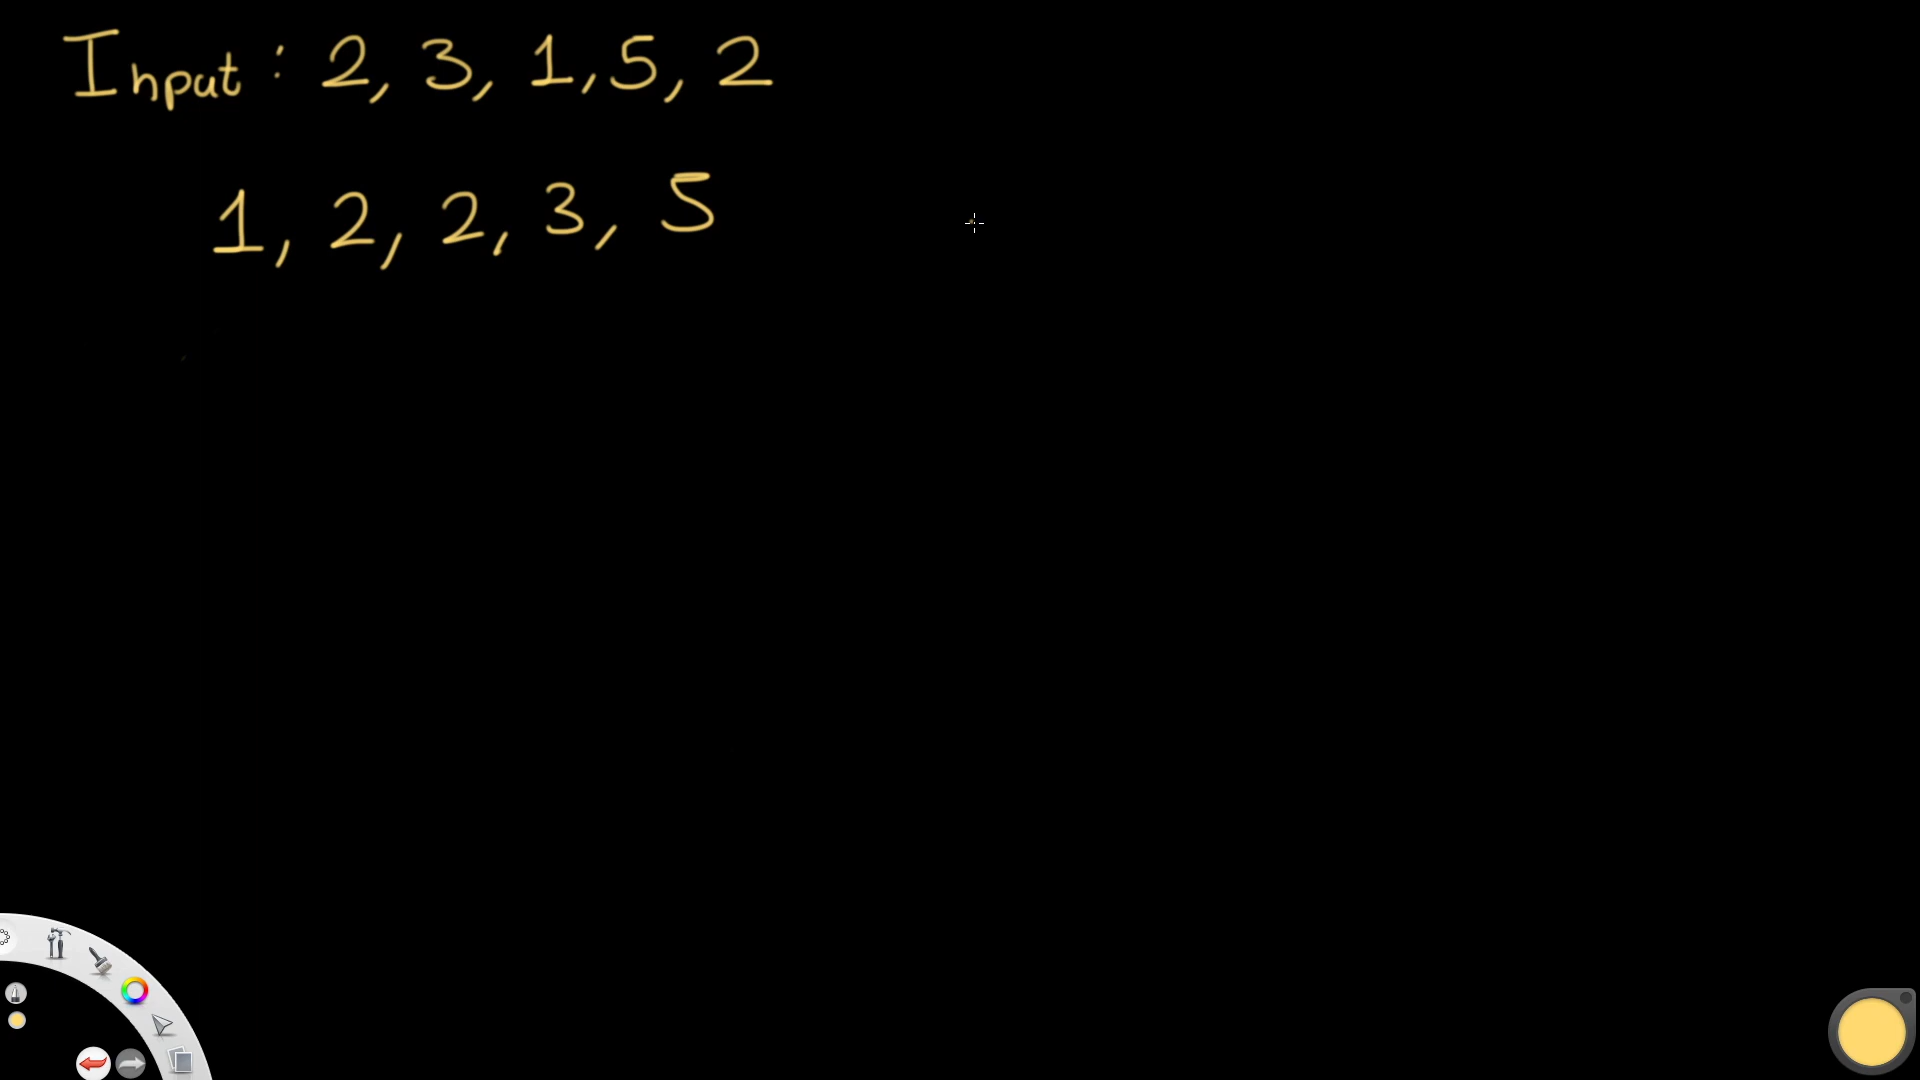 Input: 2, 3, 1, 5, 2
1, 2, 2, 3, 5